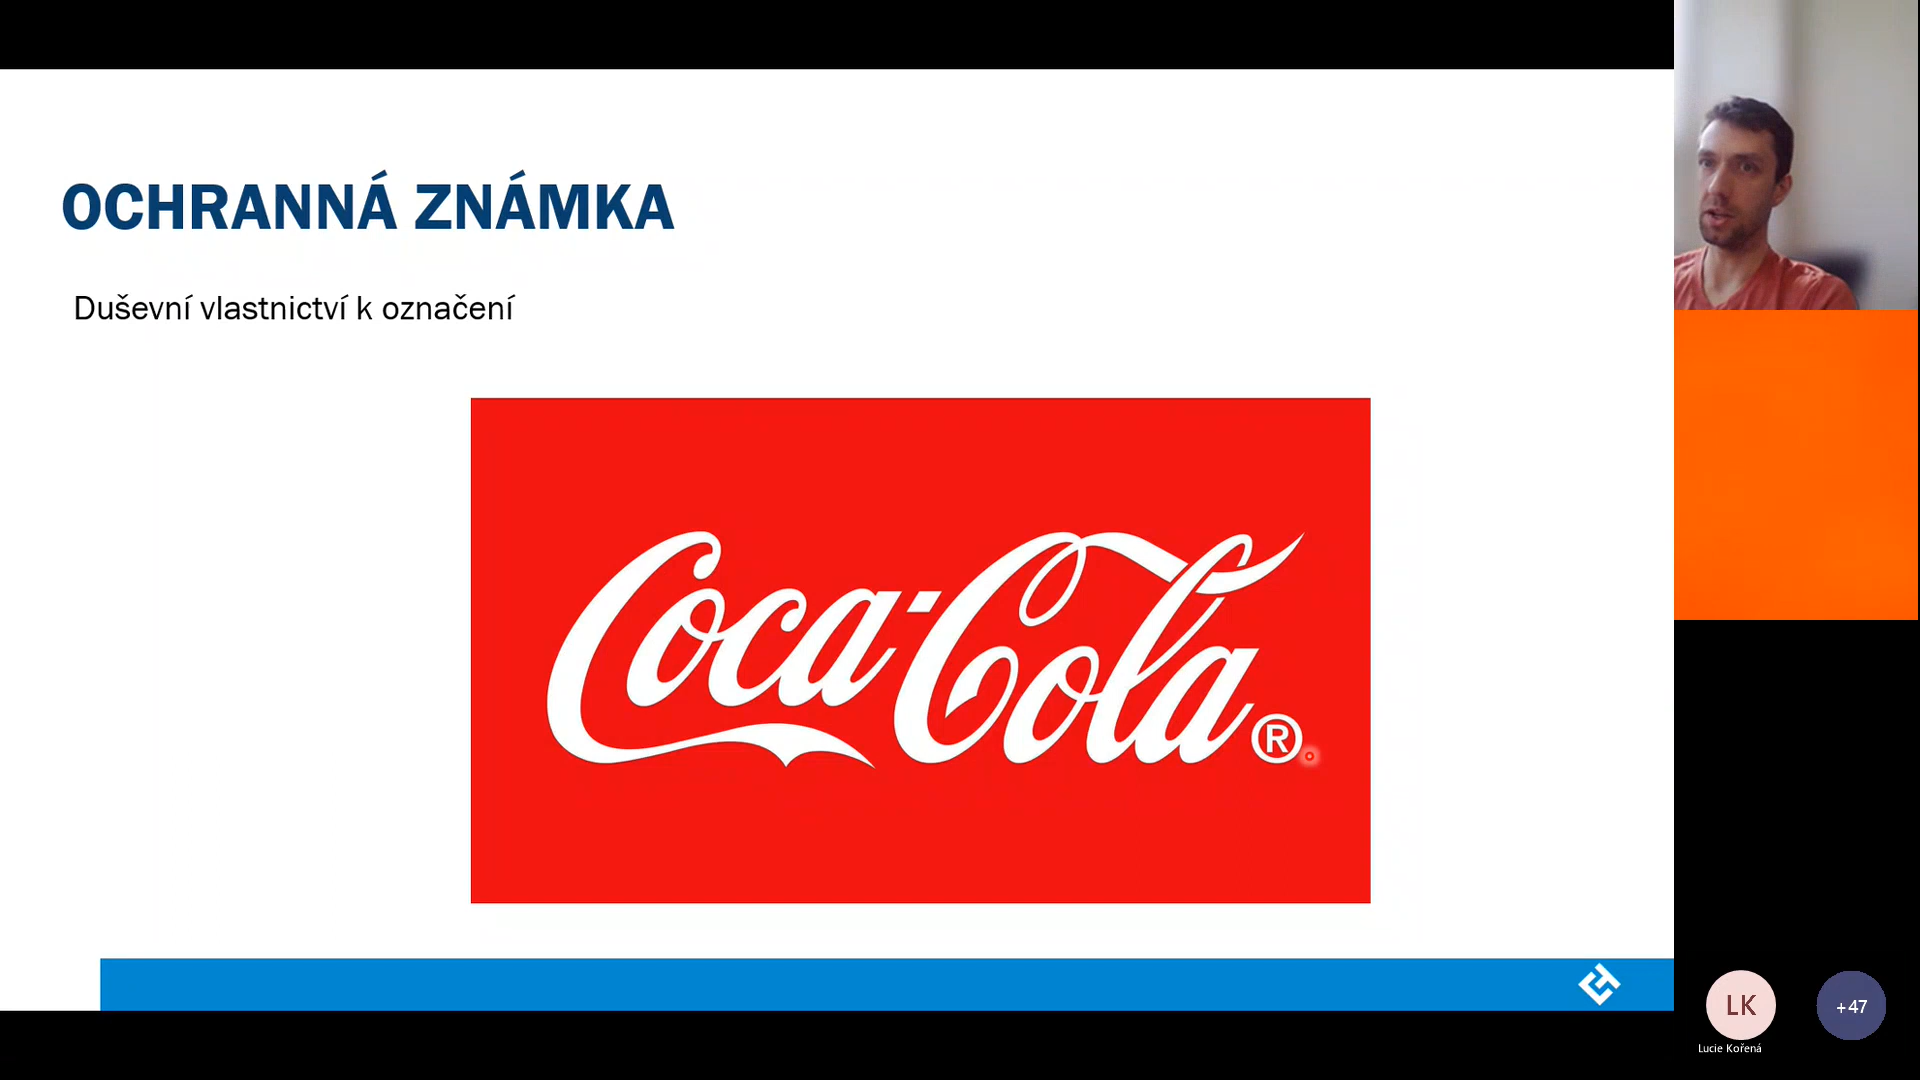 OCHRANNÁ ZNÁMKA
Duševní vlastnictví k označení
Coca-Cola®
LK
+47
Lucie Kořená